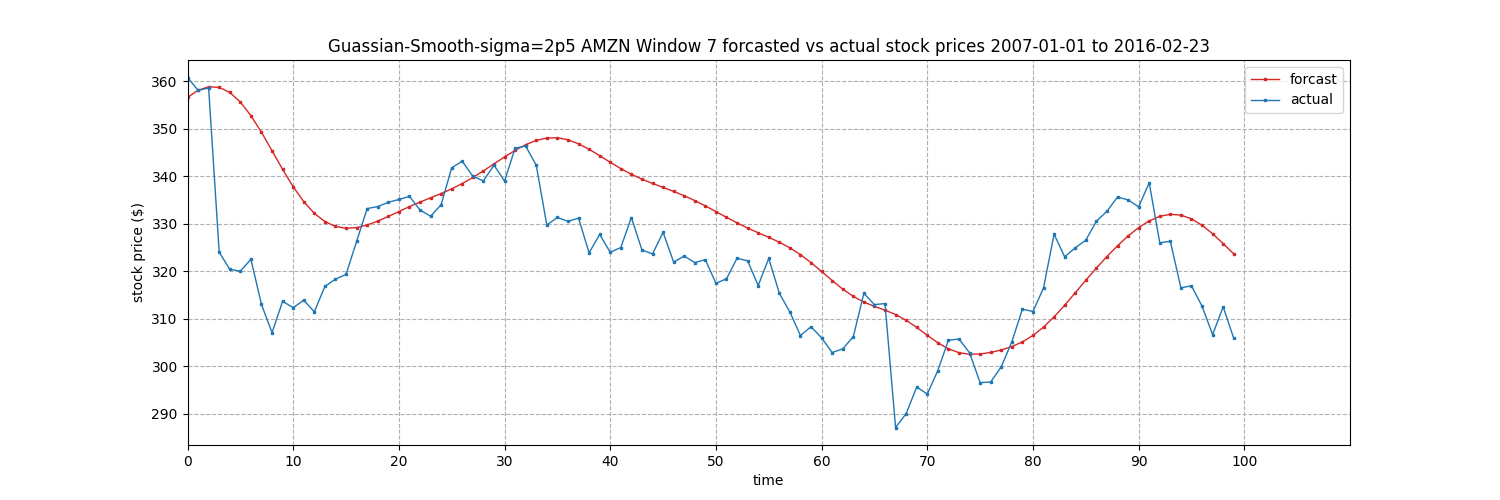 Guassian-Smooth-sigma=2p5 AMZN Window 7 forcasted vs actual stock prices 2007-01-01 to 2016-02-23
forcast
actual
stock price ($)
360
350
340
330
320
310
300
290
0 10 20 30 40 50 60 70 80 90 100
time